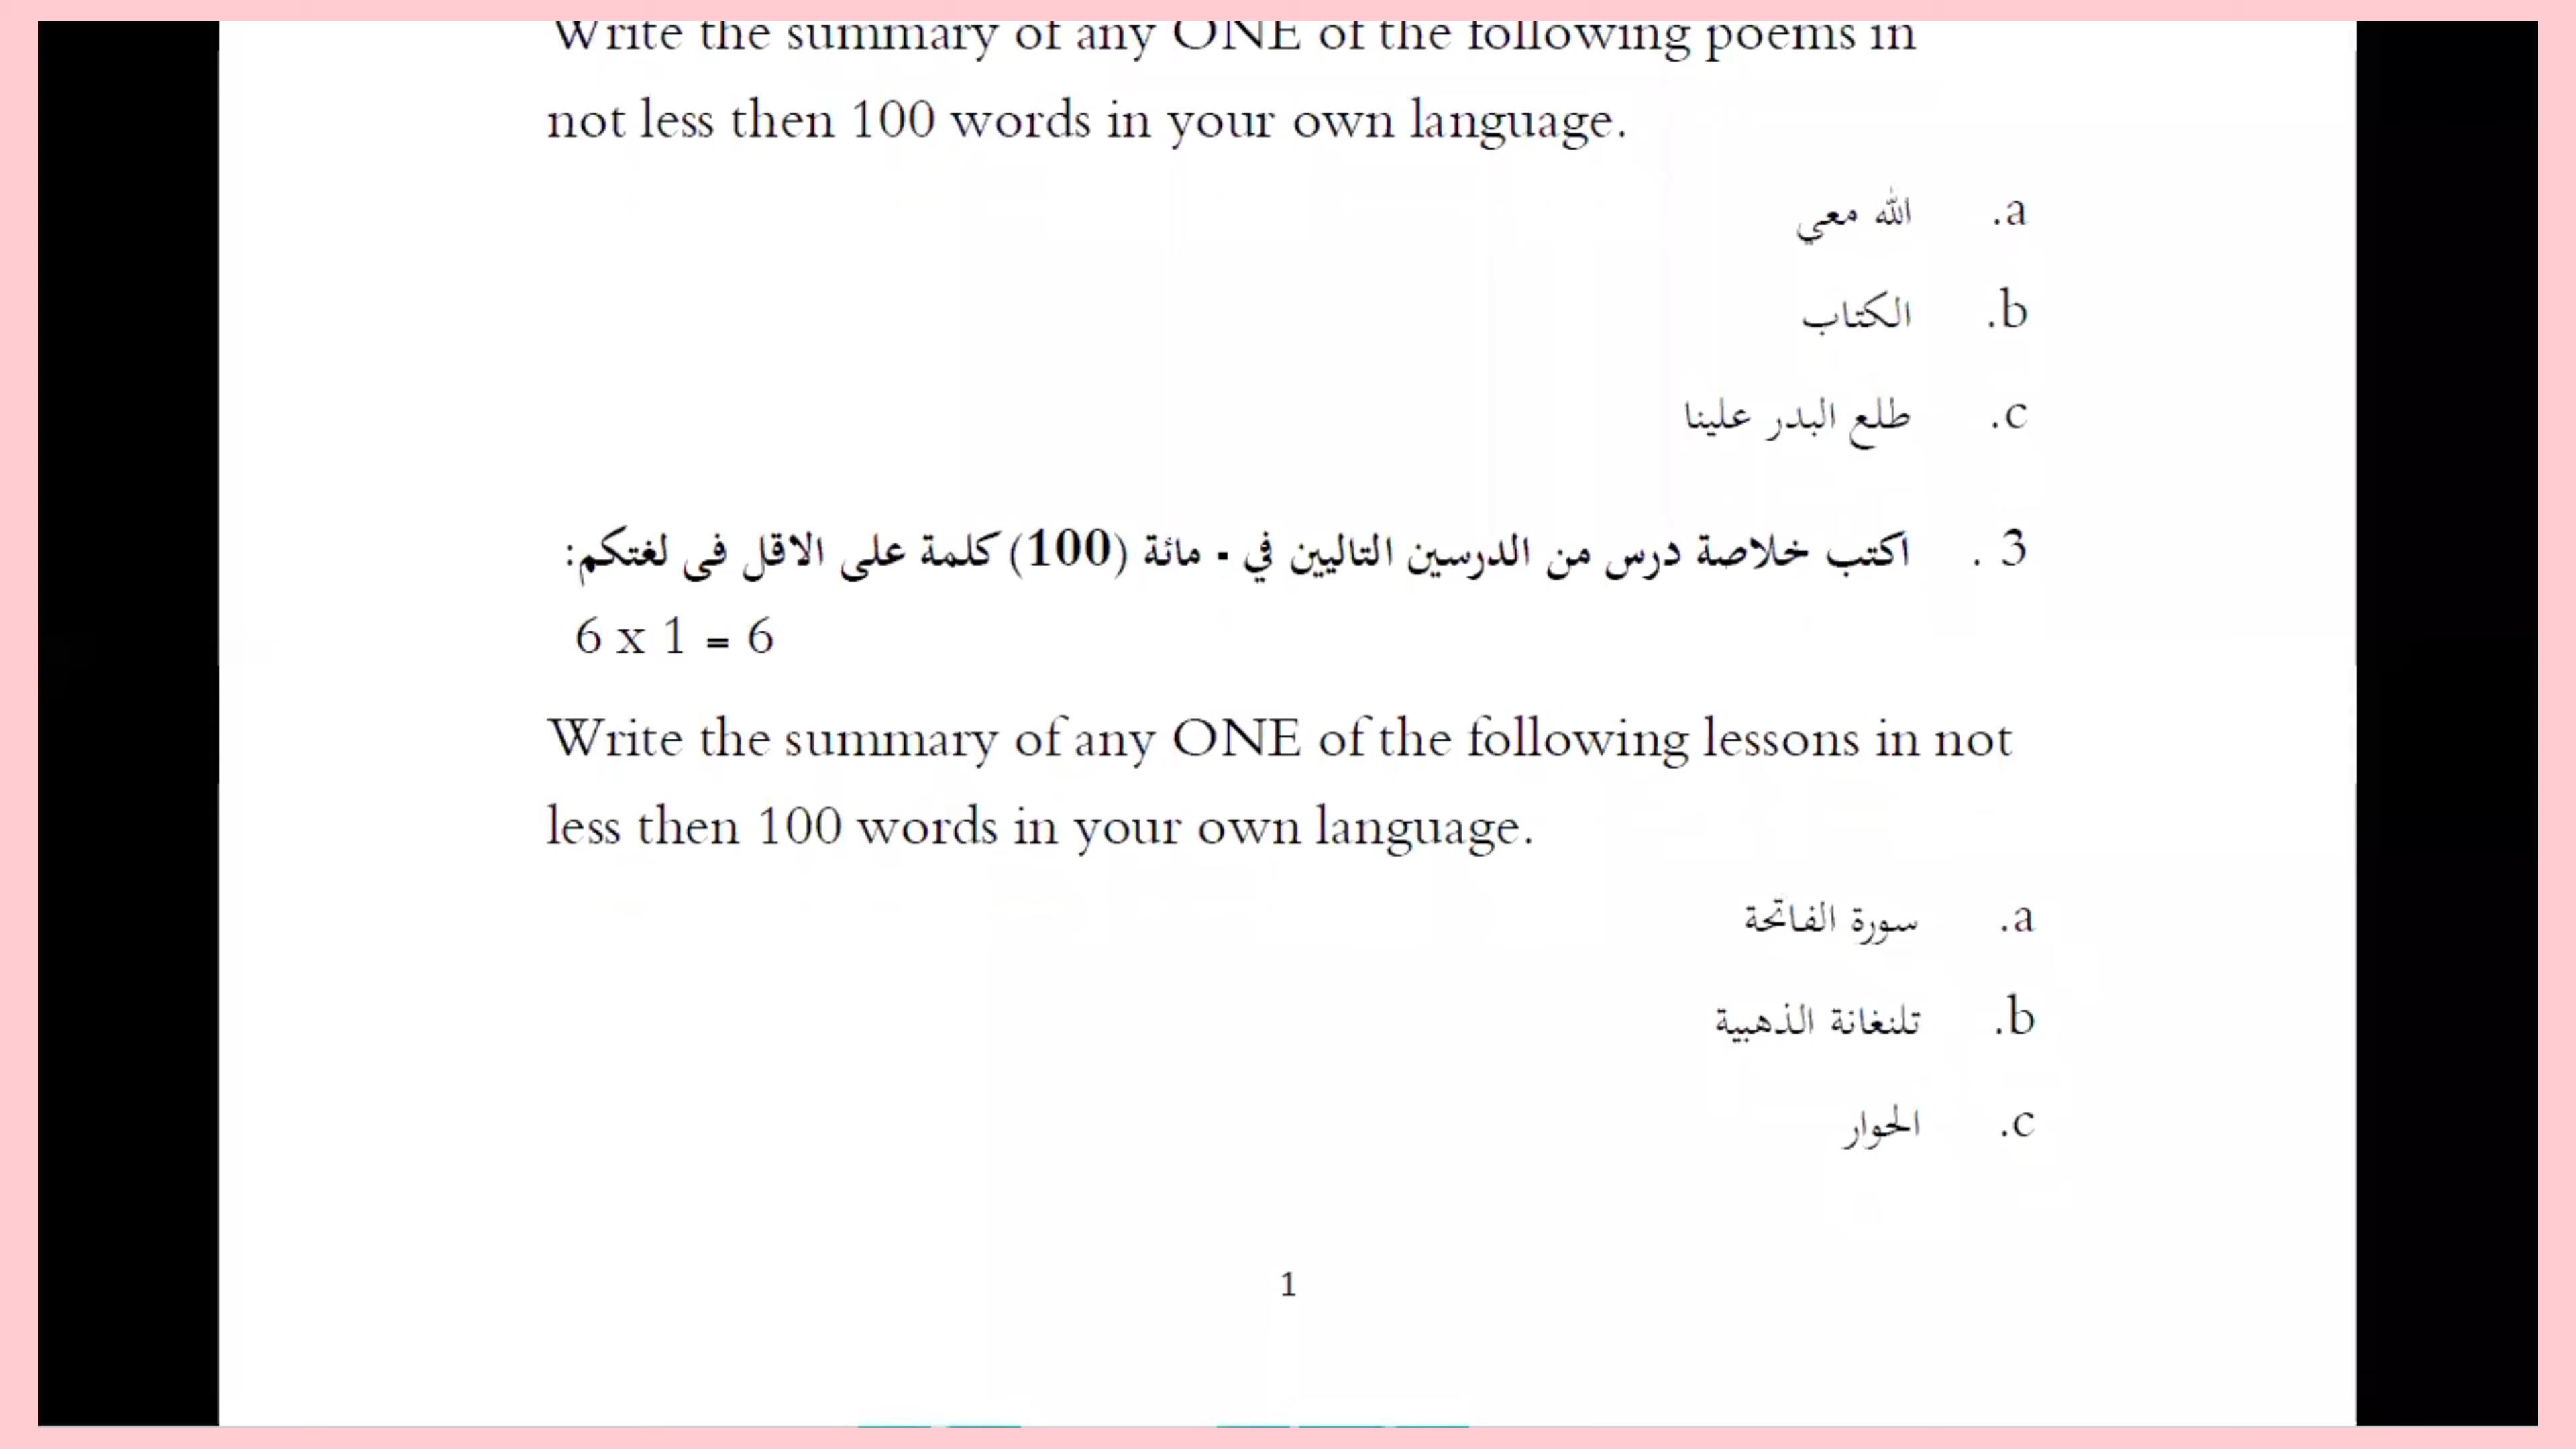 Write the summary of any ONE of the following poems in
not less then 100 words in your own language.
a. الله معي
b. الكتاب
c. طلع البدر علينا
3 . اكتب خلاصة درس من الدرسين التاليين في - مائة (100) كلمة على الاقل فى لغتكم:
6 x 1 = 6
Write the summary of any ONE of the following lessons in not
less then 100 words in your own language.
a. سورة الفاتحة
b. تلنغانة الذهبية
c. الحوار
1